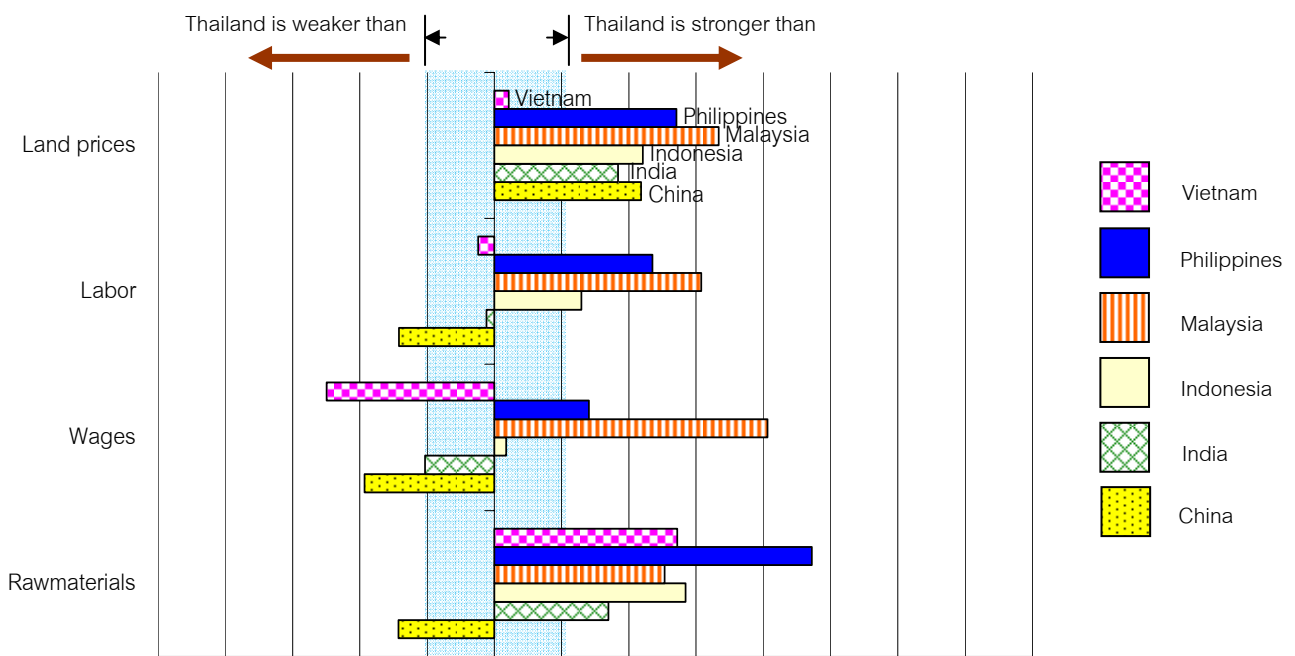 Thailand is weaker than
Thailand is stronger than
Land prices
Vietnam
Philippines
Malaysia
Indonesia
India
China
Labor
Wages
Rawmaterials
Vietnam
Philippines
Malaysia
Indonesia
India
China